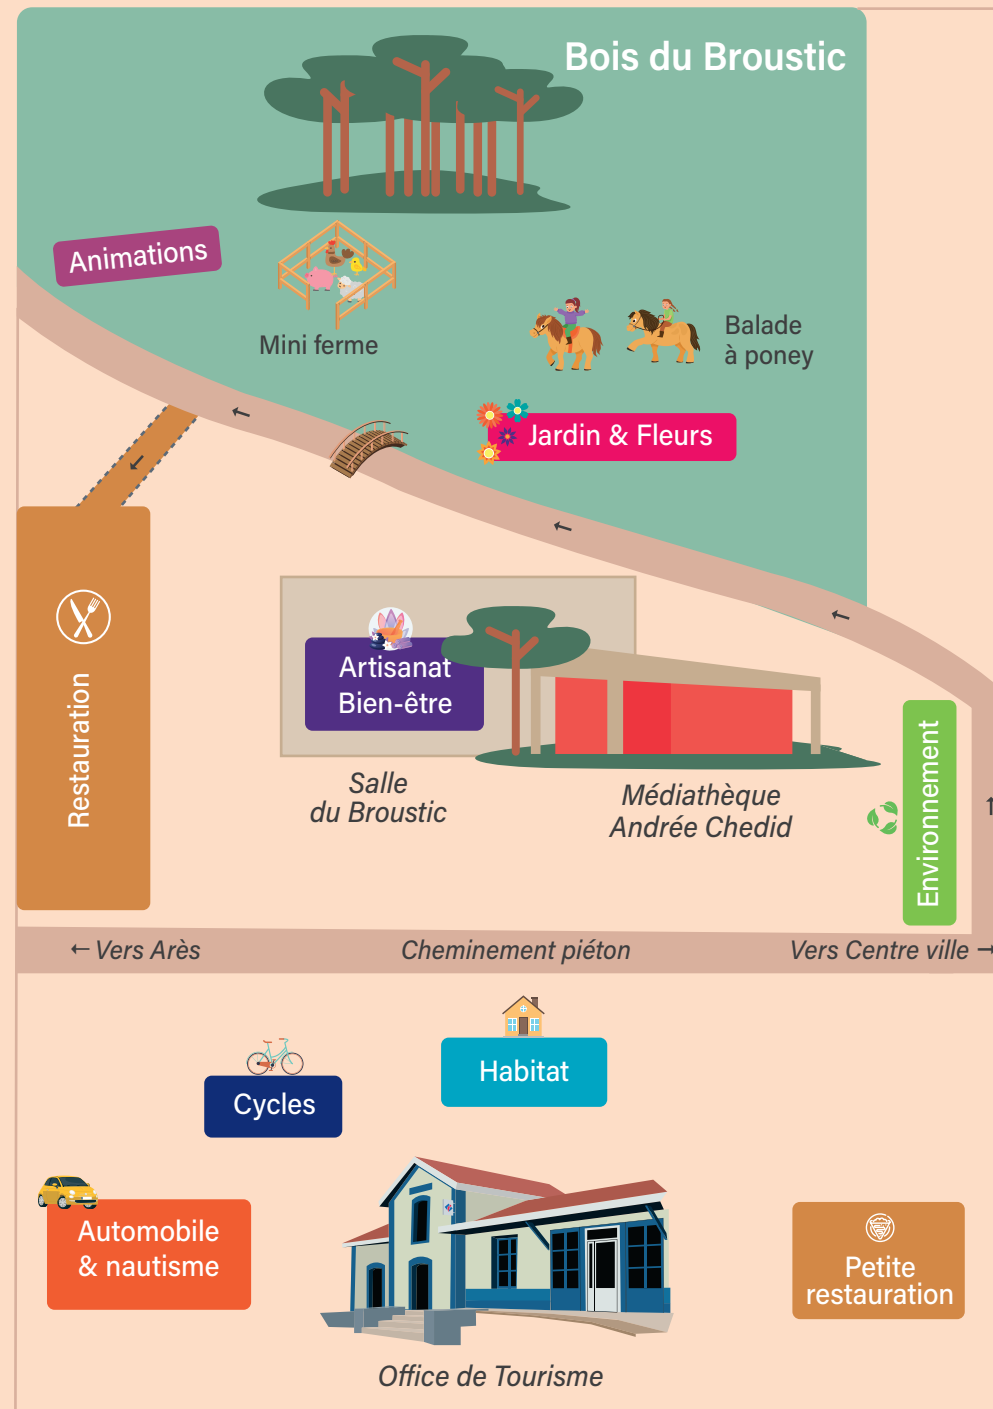 Bois du Broustic
Animations
Mini ferme
Balade
à poney
Jardin & Fleurs
Restauration
Artisanat
Bien-être
Salle
du Broustic
Médiathèque
Andrée Chedid
Environnement
← Vers Arès
Cheminement piéton
Vers Centre ville →
Habitat
Cycles
Automobile
& nautisme
Petite
restauration
Office de Tourisme